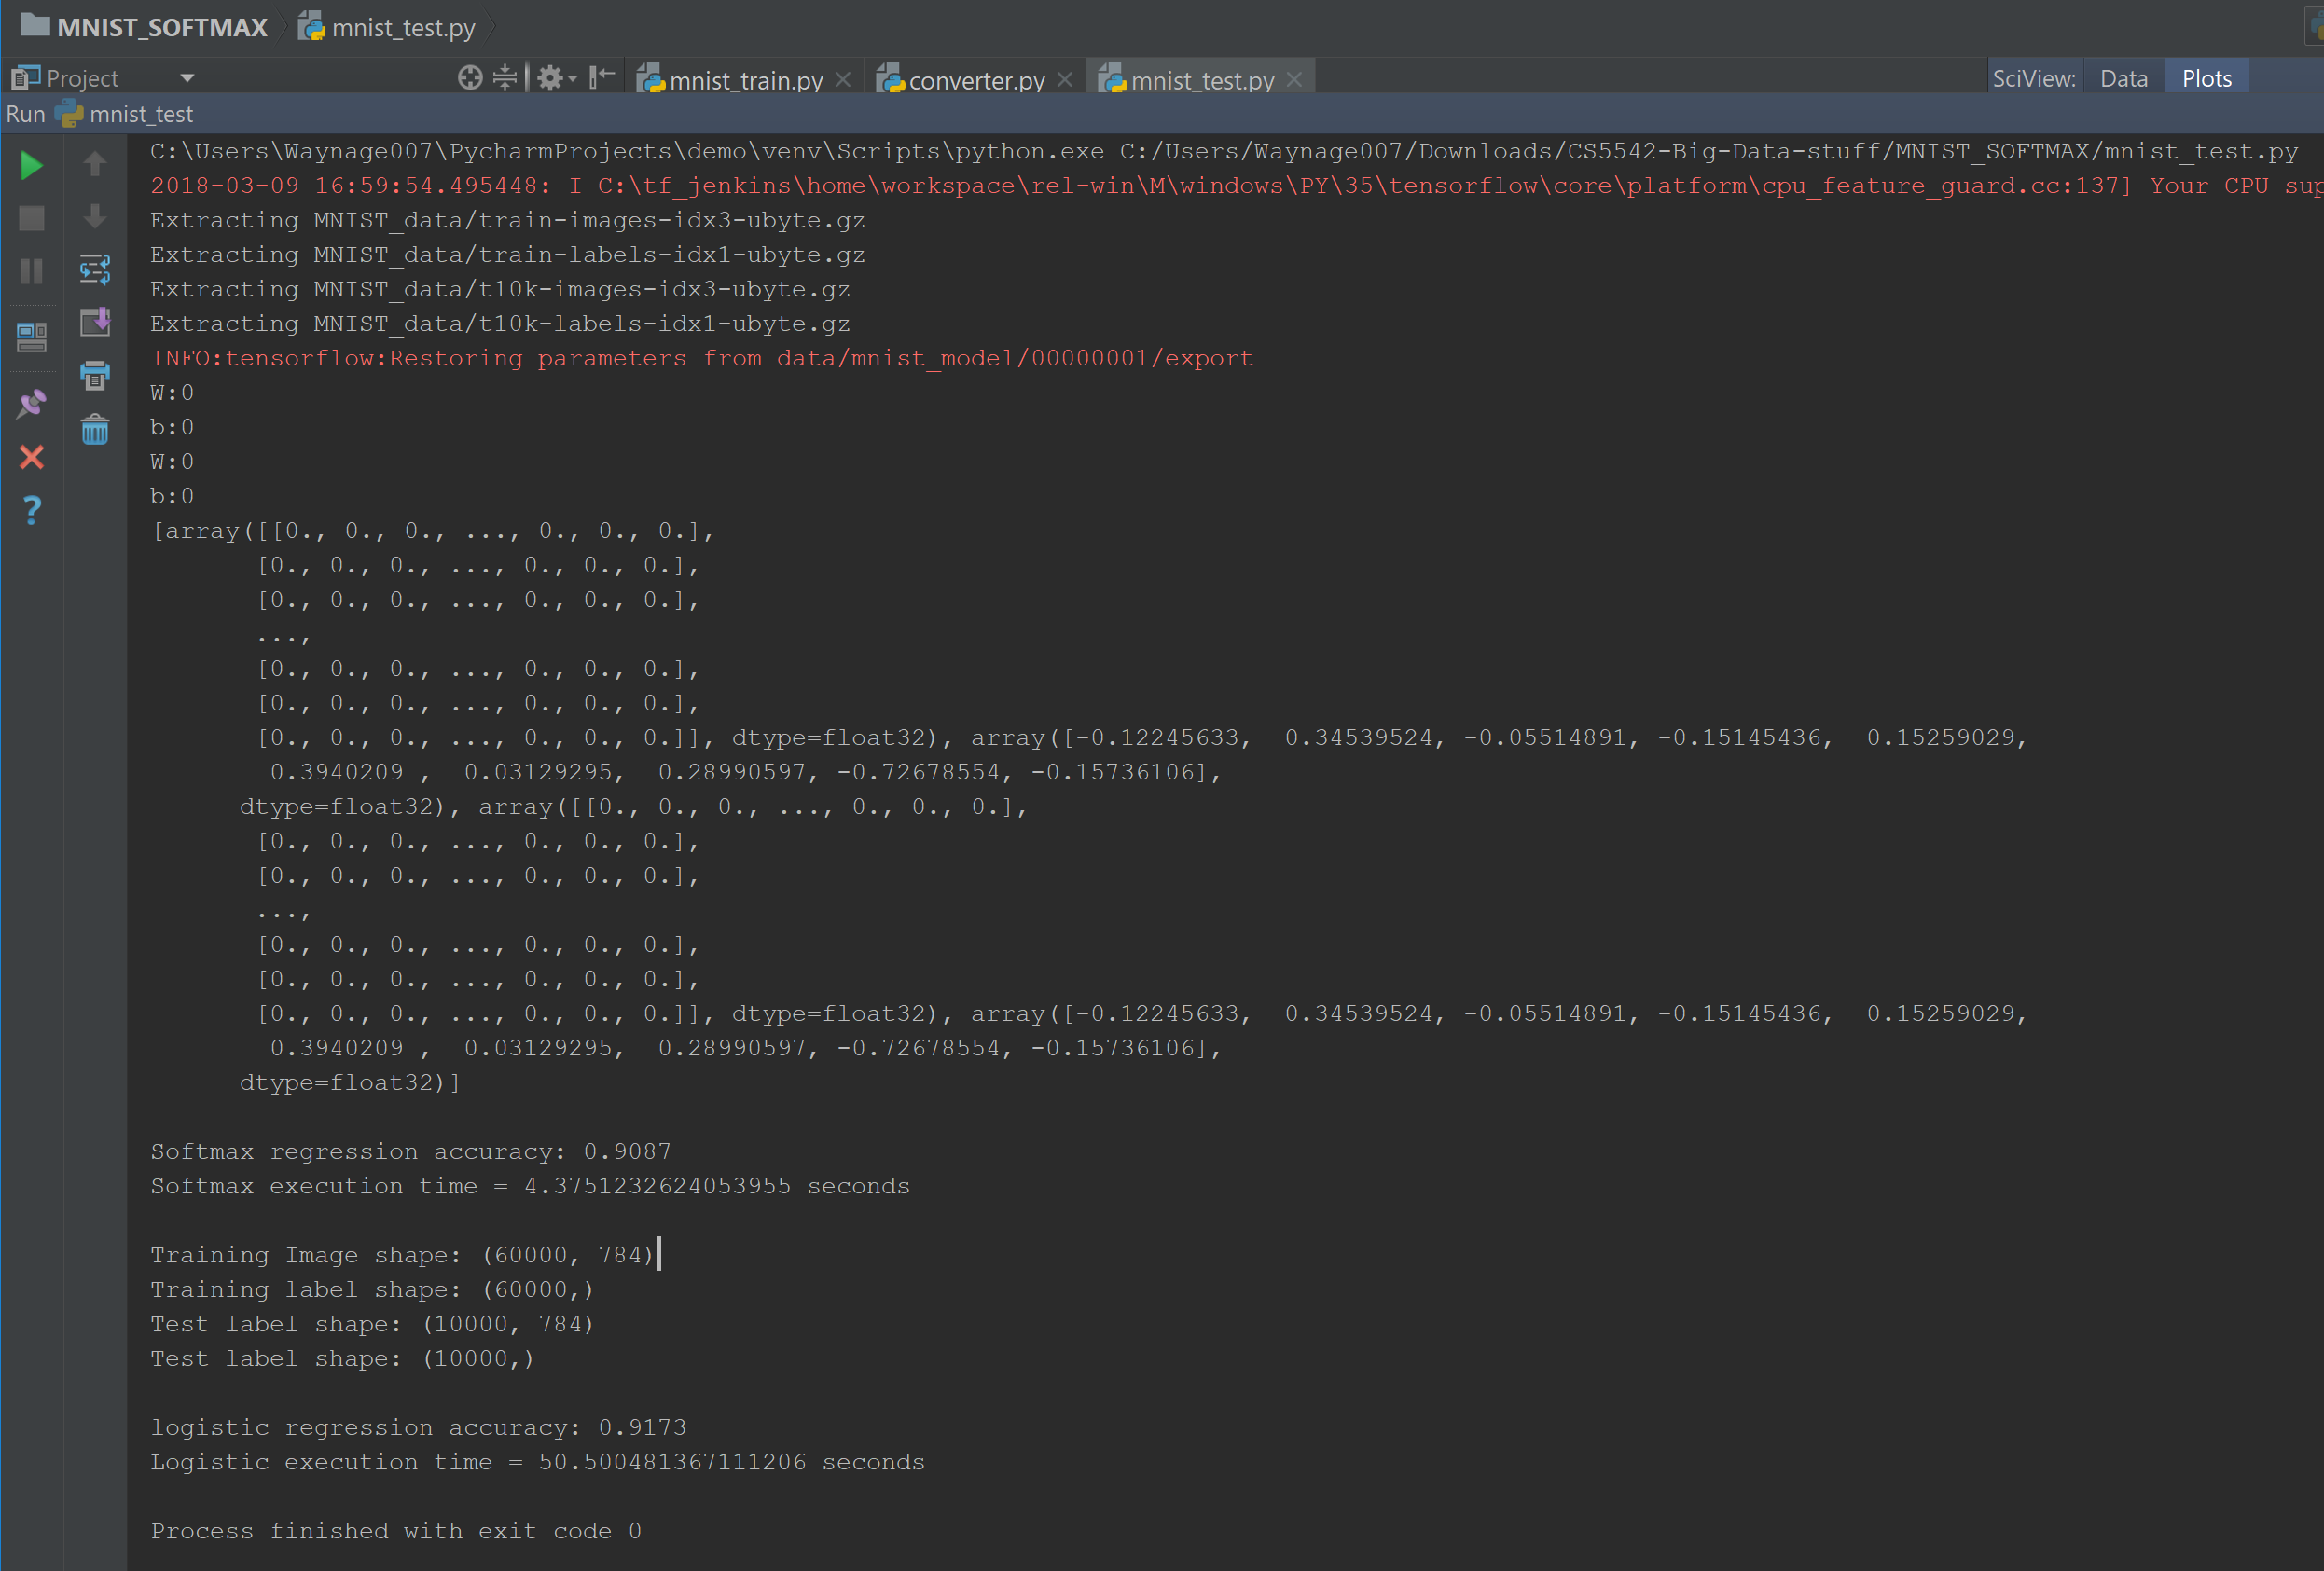 MNIST_SOFTMAX mnist_test.py
Project mnist_train.py converter.py mnist_test.py SciView: Data Plots
Run mnist_test
C:\Users\Waynage007\PycharmProjects\demo\venv\Scripts\python.exe C:/Users/Waynage007/Downloads/CS5542-Big-Data-stuff/MNIST_SOFTMAX/mnist_test.py
2018-03-09 16:59:54.495448: I C:\tf_jenkins\home\workspace\rel-win\M\windows\PY\35\tensorflow\core\platform\cpu_feature_guard.cc:137] Your CPU sup
Extracting MNIST_data/train-images-idx3-ubyte.gz
Extracting MNIST_data/train-labels-idx1-ubyte.gz
Extracting MNIST_data/t10k-images-idx3-ubyte.gz
Extracting MNIST_data/t10k-labels-idx1-ubyte.gz
INFO:tensorflow:Restoring parameters from data/mnist_model/00000001/export
W:0
b:0
W:0
b:0
[array([[0., 0., 0., ..., 0., 0., 0.],
[0., 0., 0., ..., 0., 0., 0.],
[0., 0., 0., ..., 0., 0., 0.],
...,
[0., 0., 0., ..., 0., 0., 0.],
[0., 0., 0., ..., 0., 0., 0.],
[0., 0., 0., ..., 0., 0., 0.]], dtype=float32), array([-0.12245633, 0.34539524, -0.05514891, -0.15145436, 0.15259029,
0.3940209 , 0.03129295, 0.28990597, -0.72678554, -0.15736106],
dtype=float32), array([[0., 0., 0., ..., 0., 0., 0.],
[0., 0., 0., ..., 0., 0., 0.],
[0., 0., 0., ..., 0., 0., 0.],
...,
[0., 0., 0., ..., 0., 0., 0.],
[0., 0., 0., ..., 0., 0., 0.],
[0., 0., 0., ..., 0., 0., 0.]], dtype=float32), array([-0.12245633, 0.34539524, -0.05514891, -0.15145436, 0.15259029,
0.3940209 , 0.03129295, 0.28990597, -0.72678554, -0.15736106],
dtype=float32)]
Softmax regression accuracy: 0.9087
Softmax execution time = 4.3751232624053955 seconds
Training Image shape: (60000, 784)
Training label shape: (60000,)
Test label shape: (10000, 784)
Test label shape: (10000,)
logistic regression accuracy: 0.9173
Logistic execution time = 50.500481367111206 seconds
Process finished with exit code 0